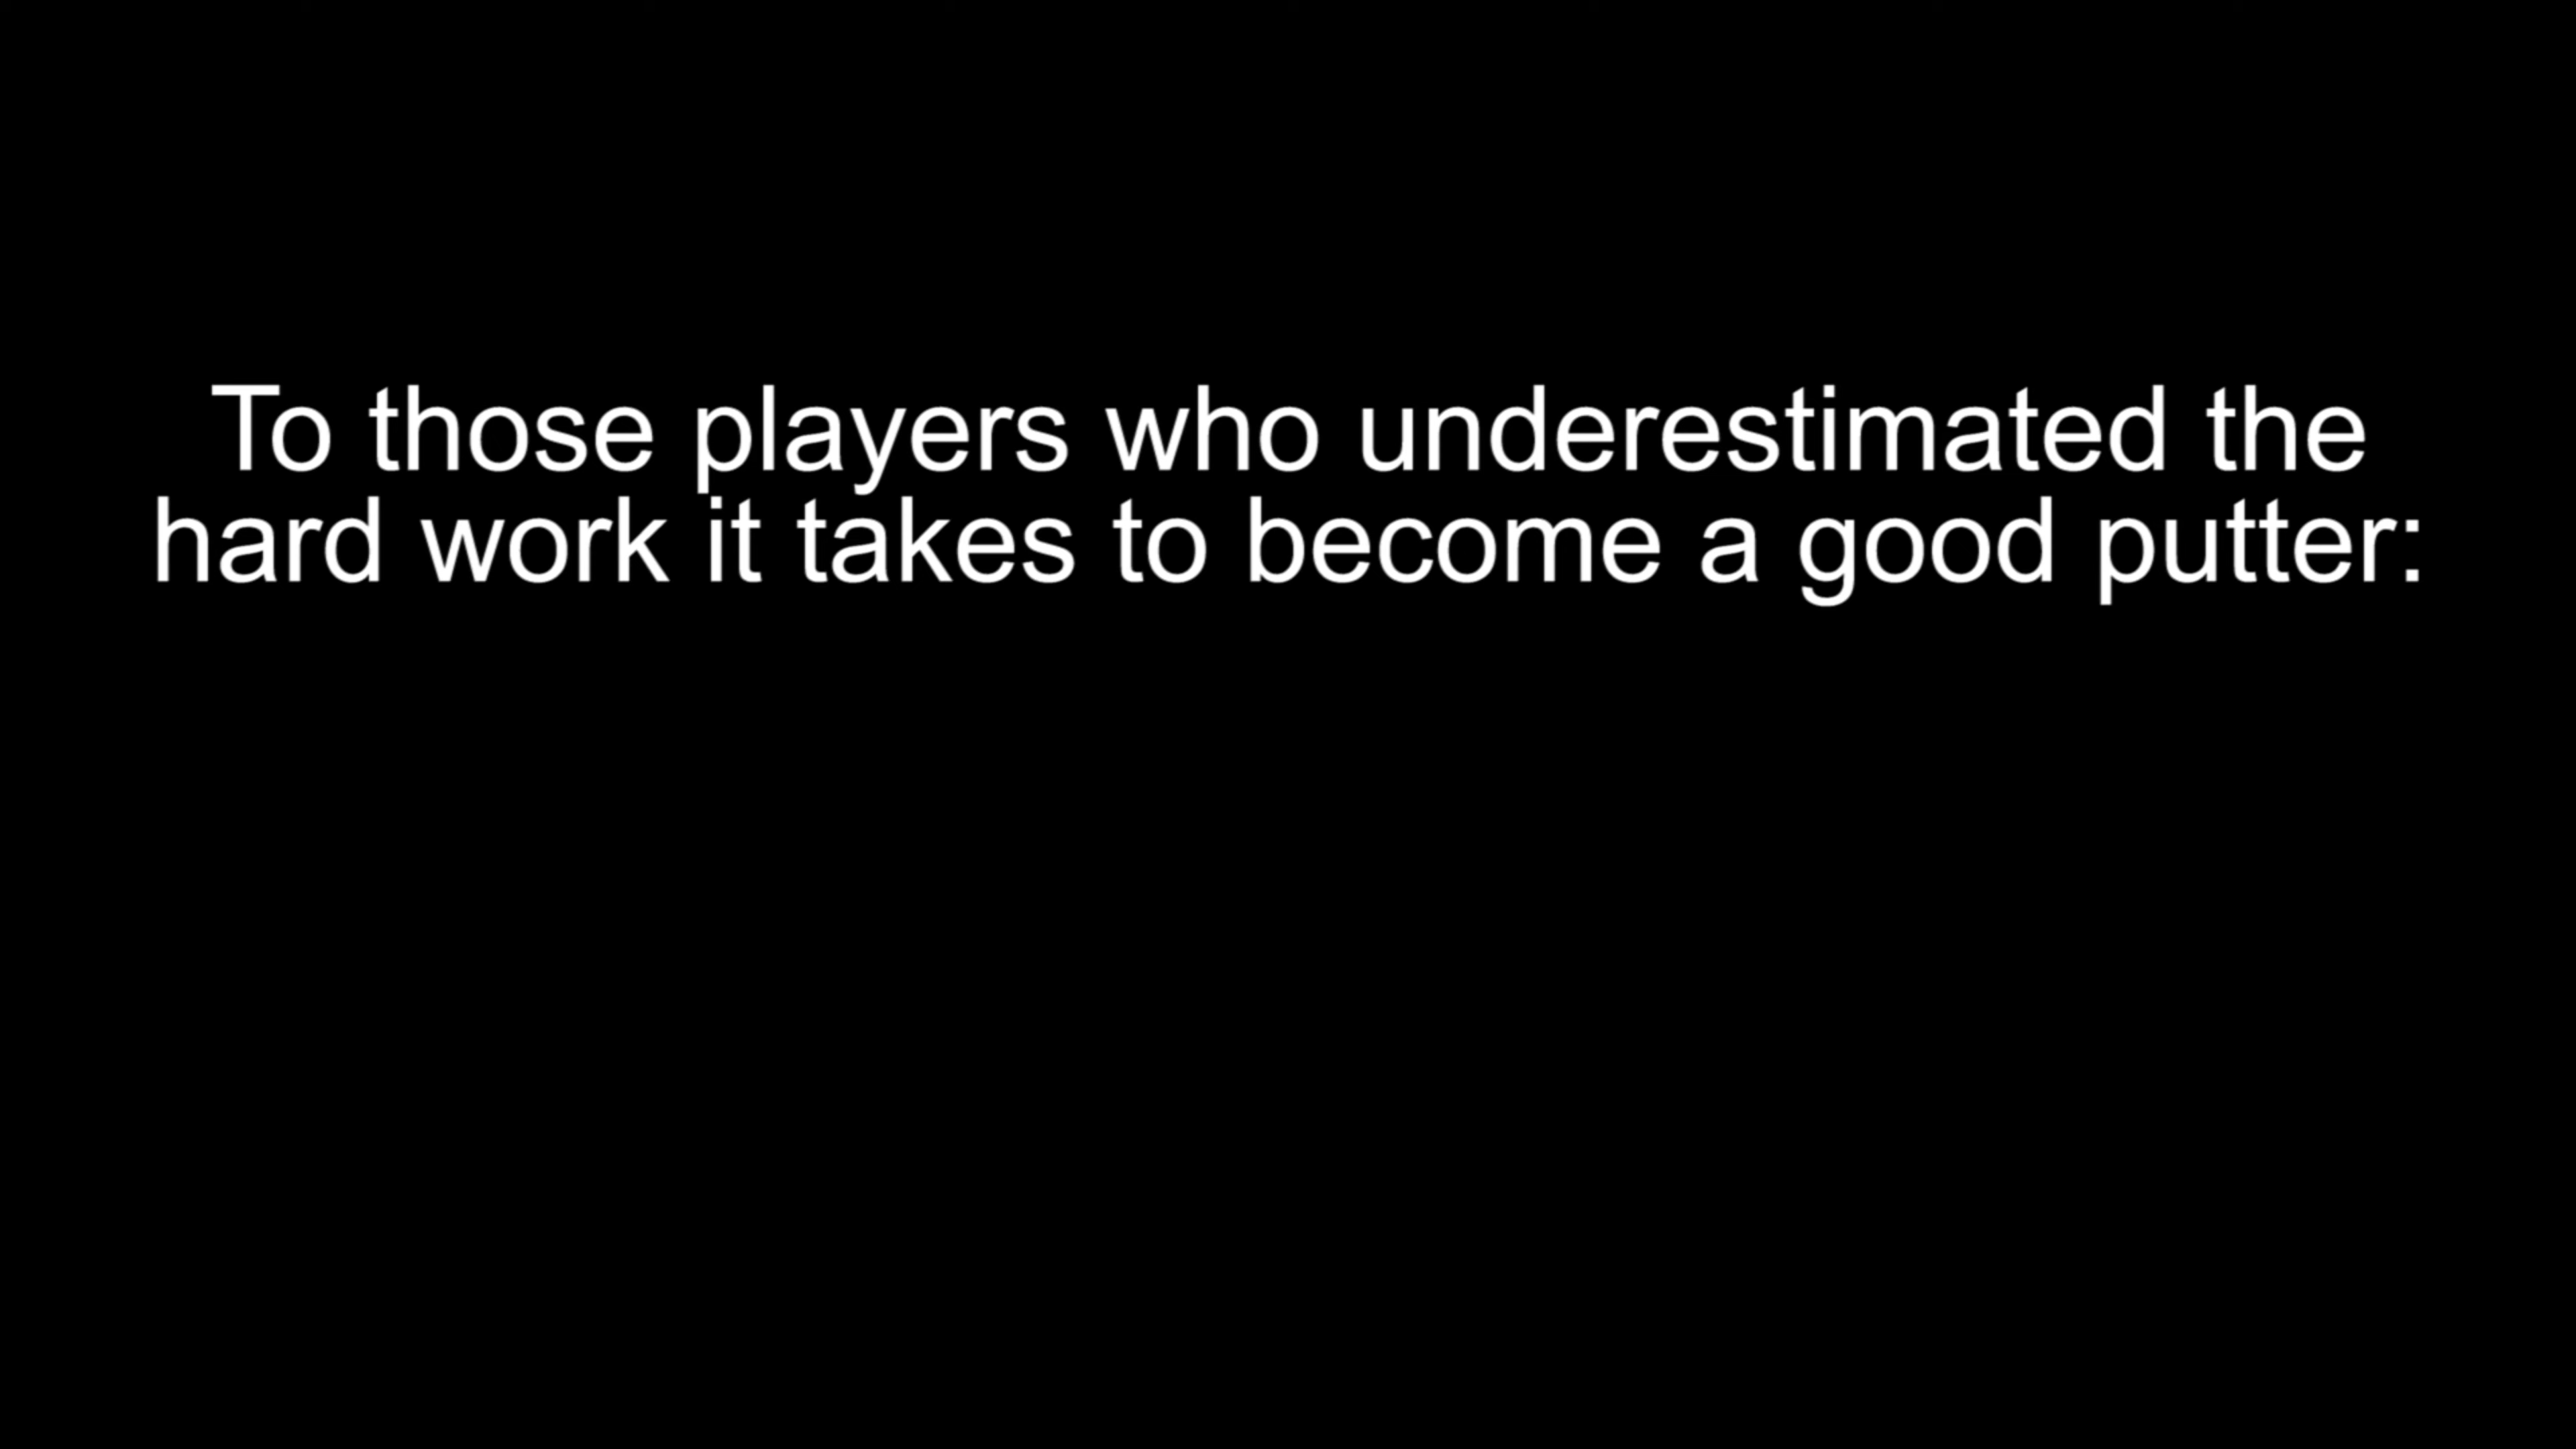 To those players who underestimated the
hard work it takes to become a good putter: